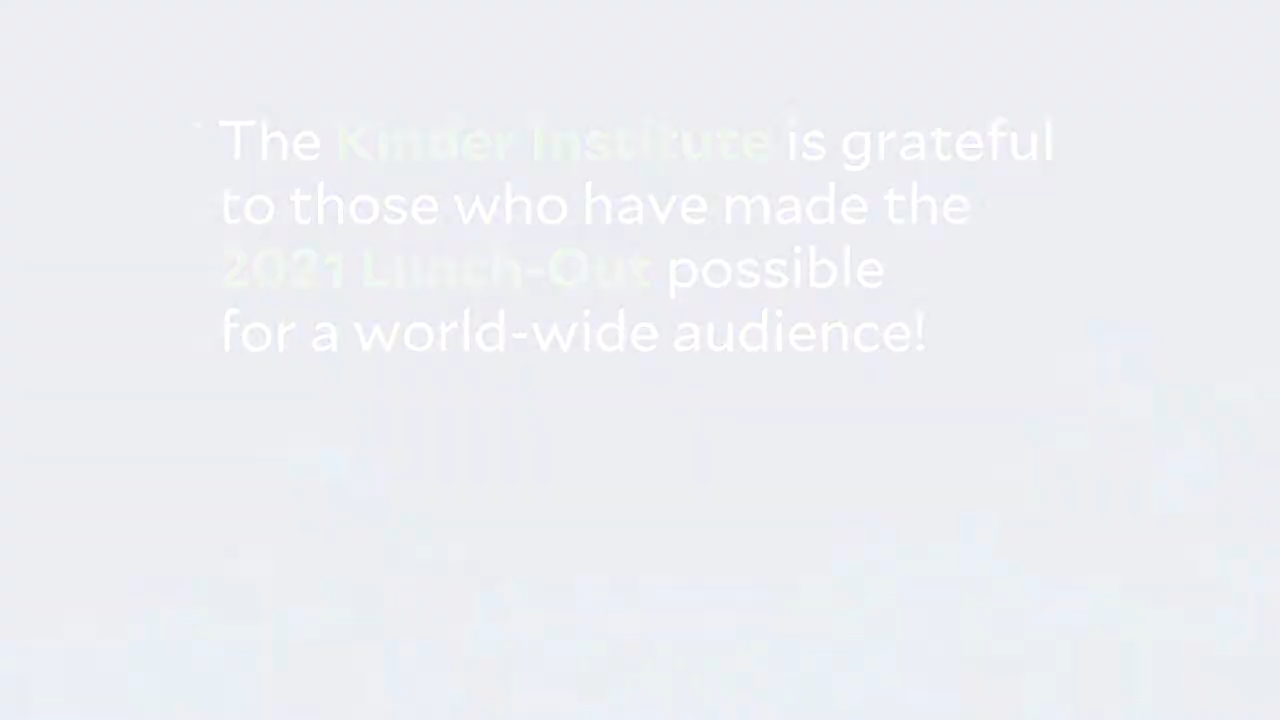 The Kinder Institute is grateful
to those who have made the
2021 Lunch-Out possible
for a world-wide audience!